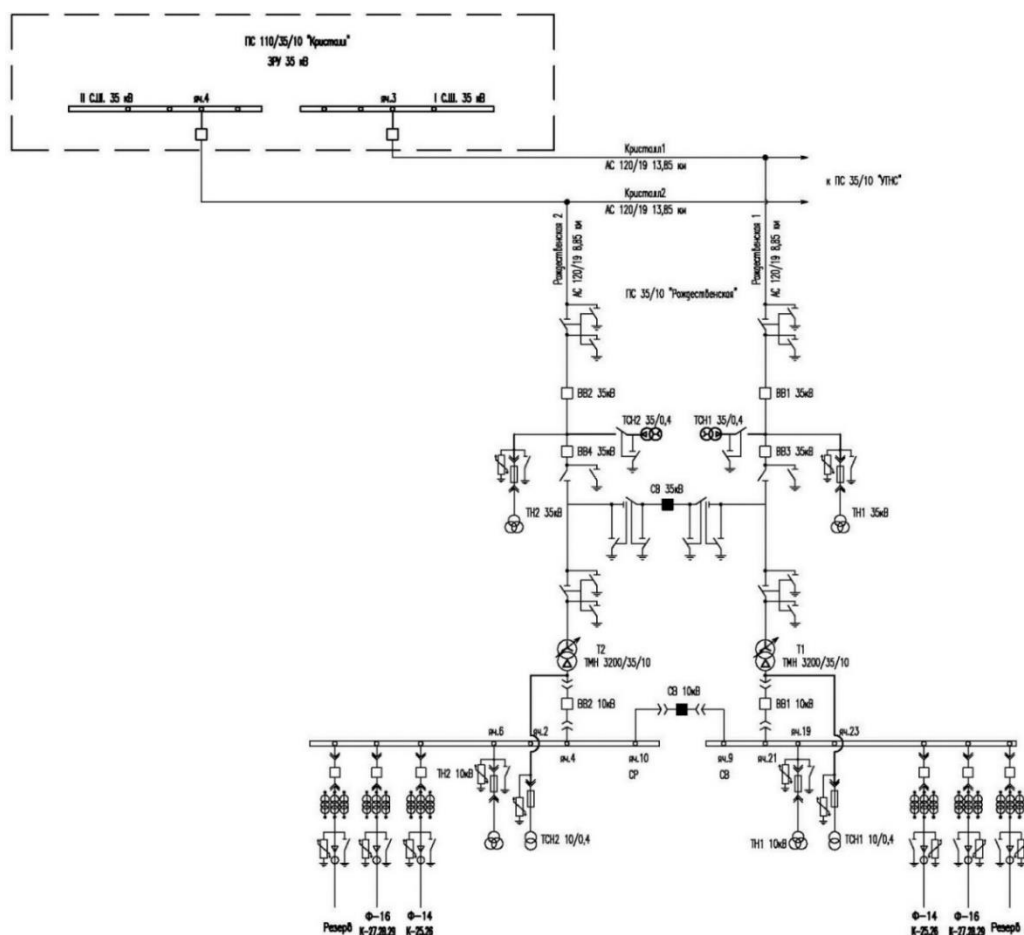 ПС 110/35/10 "Кристалл"
ЗРУ 35 кВ
II С.Ш. 35 кВ
яч.4
яч.3
I С.Ш. 35 кВ
Кристалл1
АС 120/19 13,85 км
к ПС 35/10 "УТНС"
Кристалл2
АС 120/19 13,85 км
Рождественская 2
АС 120/19 8,85 км
Рождественская 1
АС 120/19 8,85 км
ПС 35/10 "Рождественская"
ВВ2 35кВ
ВВ1 35кВ
ТСН2 35/0,4
ТСН1 35/0,4
ВВ4 35кВ
ВВ3 35кВ
СВ 35кВ
ТН2 35кВ
ТН1 35кВ
Т2
ТМН 3200/35/10
Т1
ТМН 3200/35/10
СВ 10кВ
ВВ2 10кВ
ВВ1 10кВ
яч.6
яч.2
яч.19
яч.23
яч.4
яч.10
яч.9
яч.21
СР
СВ
ТН2 10кВ
ТСН2 10/0,4
ТН1 10кВ
ТСН1 10/0,4
Резерв
Ф-16
К-27,28,29
Ф-14
К-25,26
Ф-14
К-25,26
Ф-16
К-27,28,29
Резерв